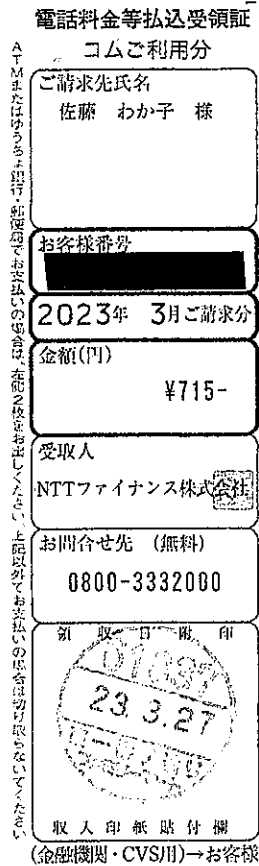 電話料金等払込受領証
コムご利用分
ご請求先氏名
佐藤 わか子 様
お客様番号
2023年 3月ご請求分
金額(円)
¥715-
受取人
NTTファイナンス株式会社
お問合せ先 (無料)
0800-3332000
領収日附印
23.3.27
収入印紙貼付欄
(金融機関・CVS用)→お客様
ATMまたはゆうちょ銀行・郵便局でお支払いの場合は、左側2枚をお出しください。上記以外でお支払いの場合は切り取らないでください。